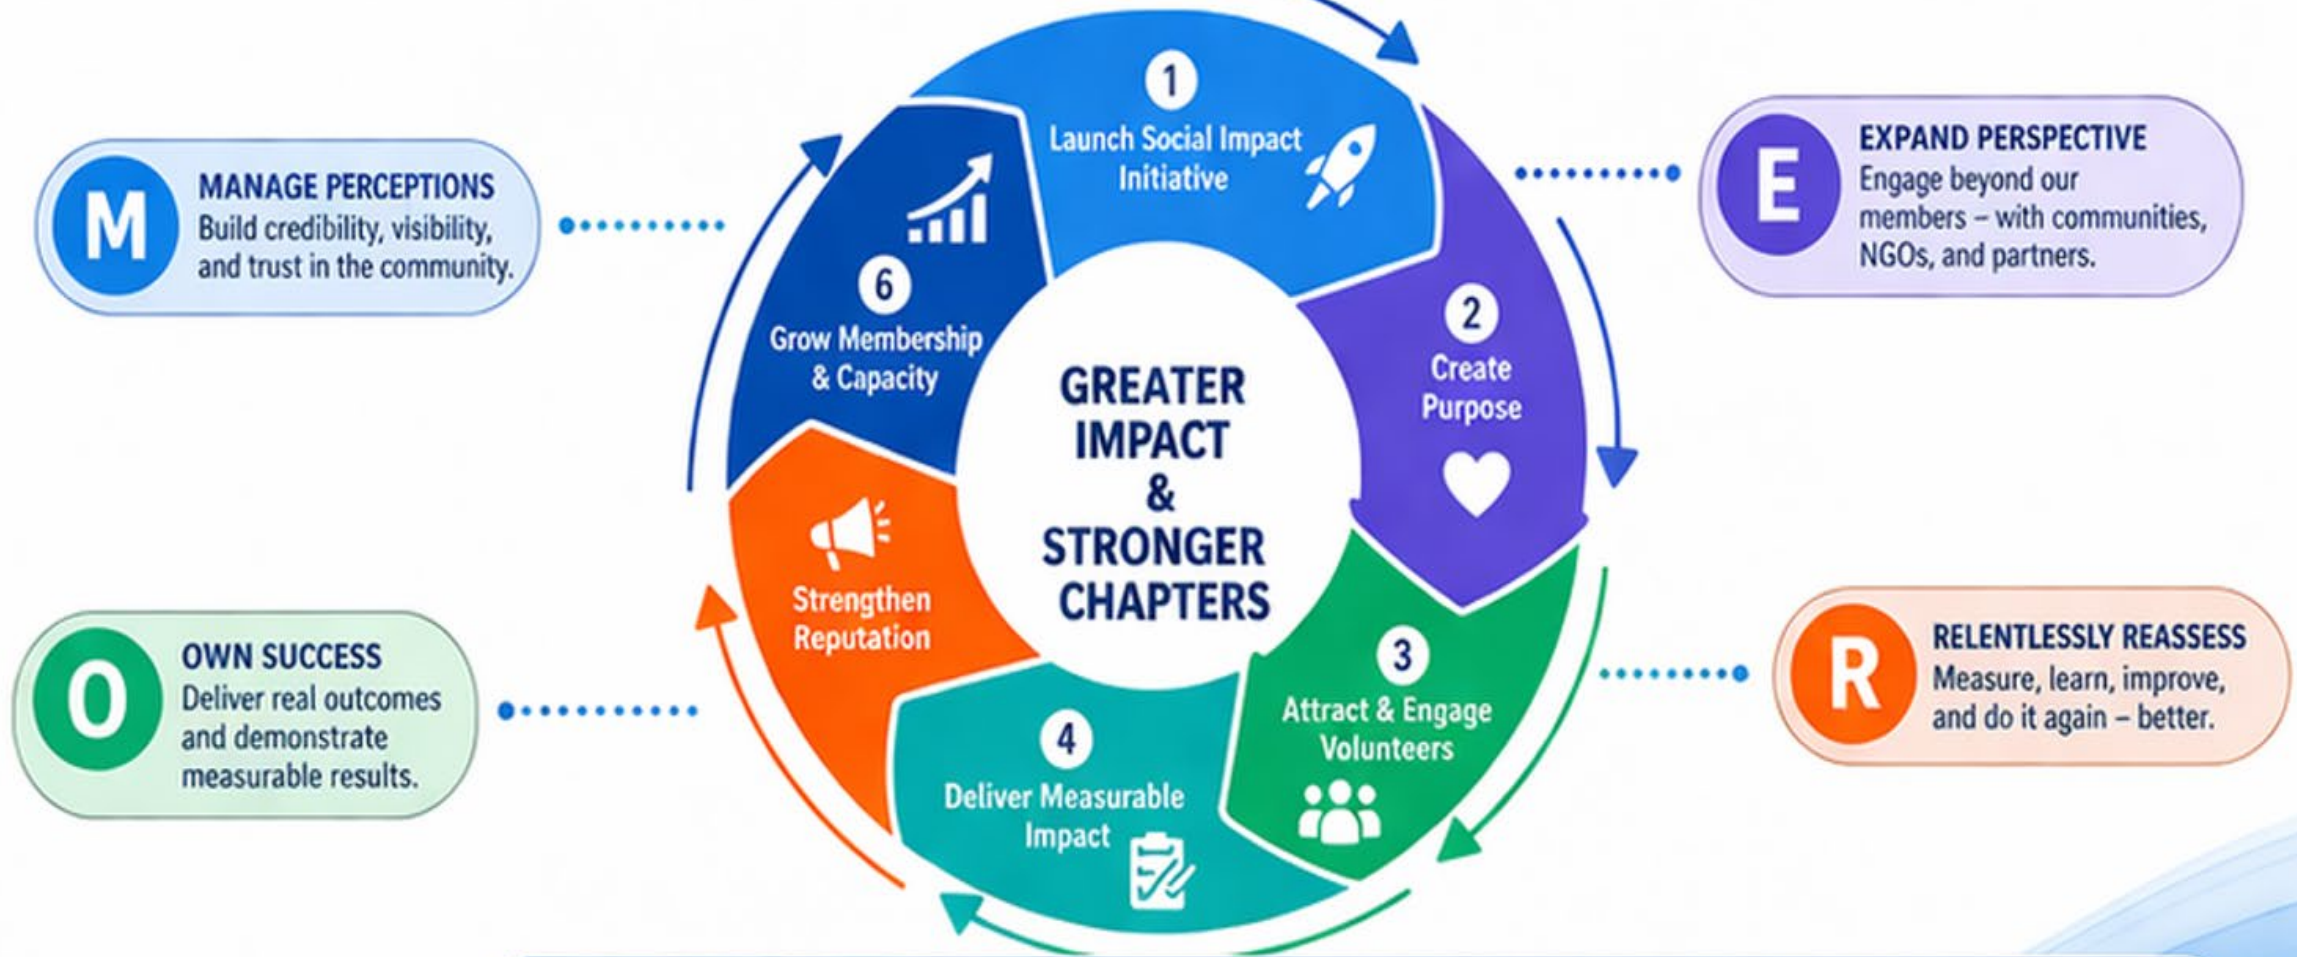 M
MANAGE PERCEPTIONS
Build credibility, visibility,
and trust in the community.
O
OWN SUCCESS
Deliver real outcomes
and demonstrate
measurable results.
1
Launch Social Impact
Initiative
2
Create
Purpose
3
Attract & Engage
Volunteers
4
Deliver Measurable
Impact
Strengthen
Reputation
6
Grow Membership
& Capacity
GREATER
IMPACT
&
STRONGER
CHAPTERS
E
EXPAND PERSPECTIVE
Engage beyond our
members – with communities,
NGOs, and partners.
R
RELENTLESSLY REASSESS
Measure, learn, improve,
and do it again – better.